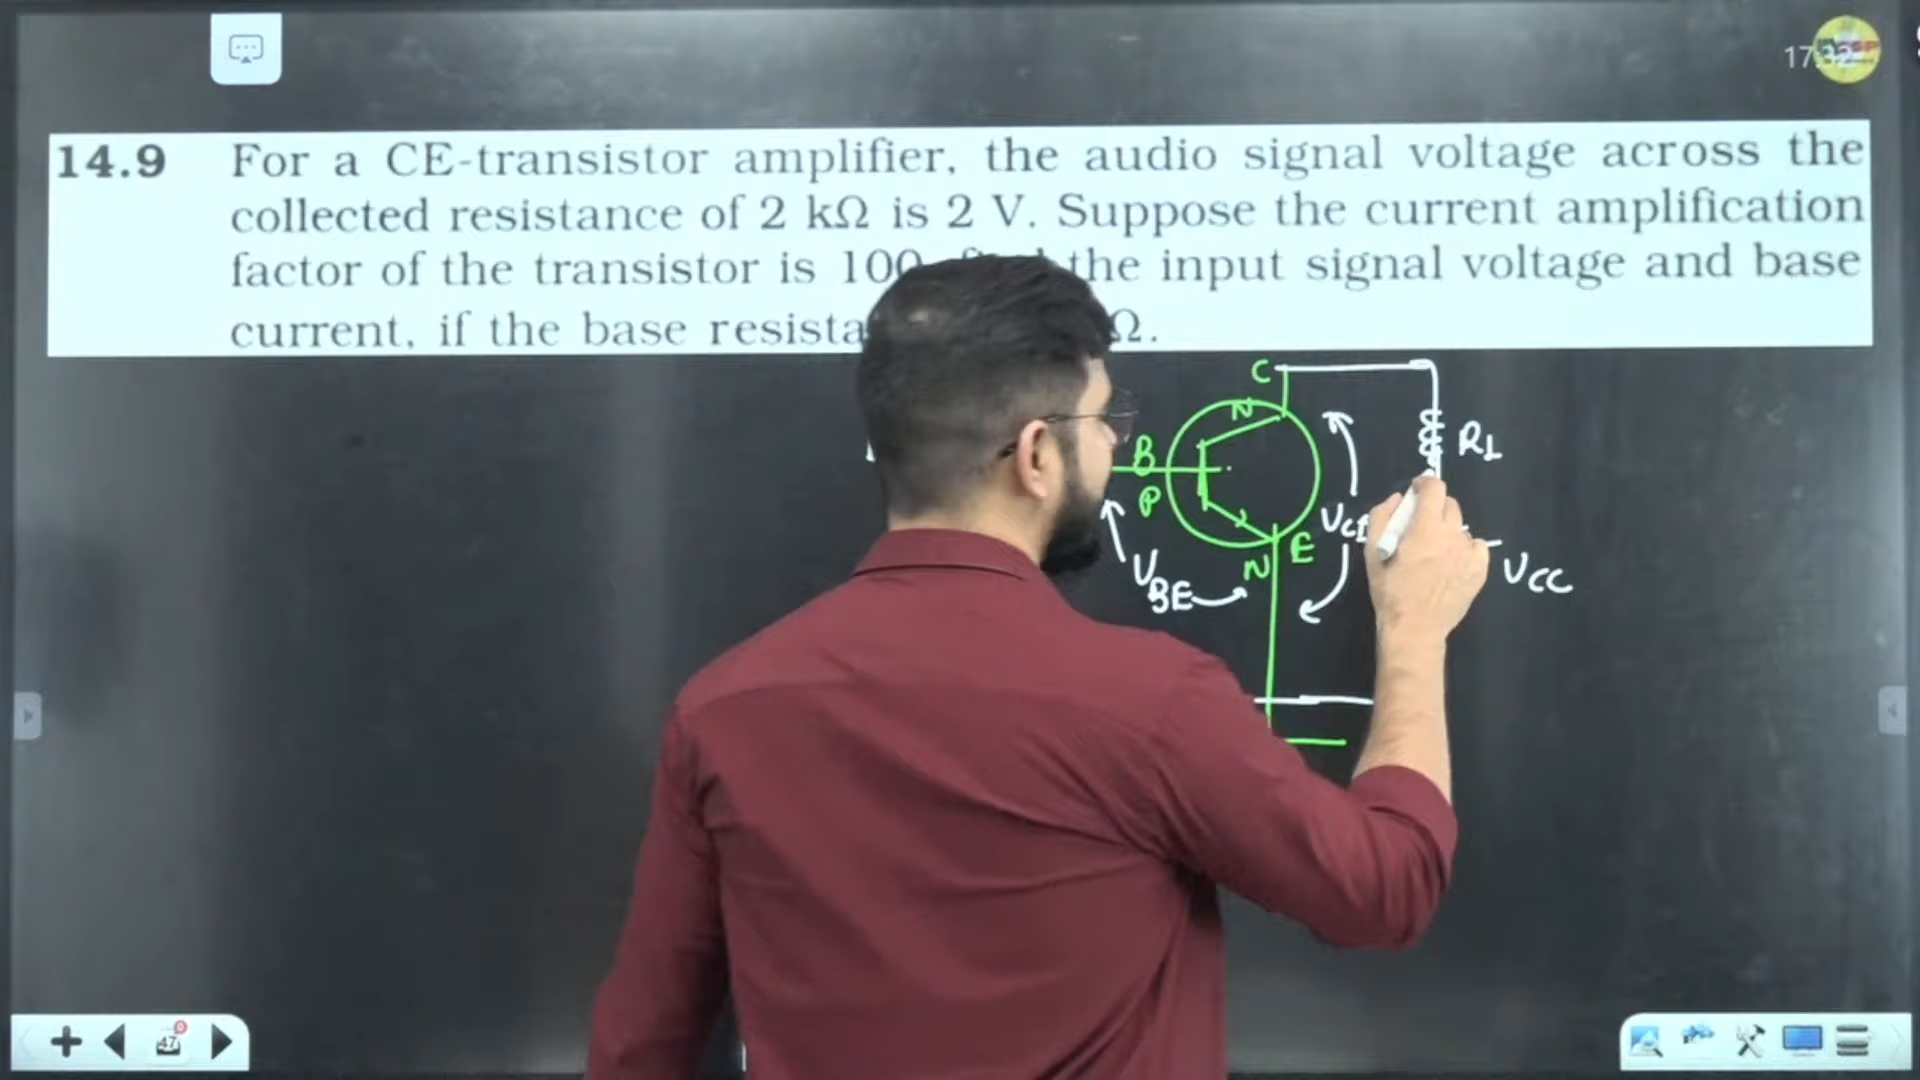 14.9 For a CE-transistor amplifier, the audio signal voltage across the
collected resistance of 2 kΩ is 2 V. Suppose the current amplification
factor of the transistor is 100 the input signal voltage and base
current, if the base Ω.
C
N
B
P
RL
E
N
VBE
VCC
47
0